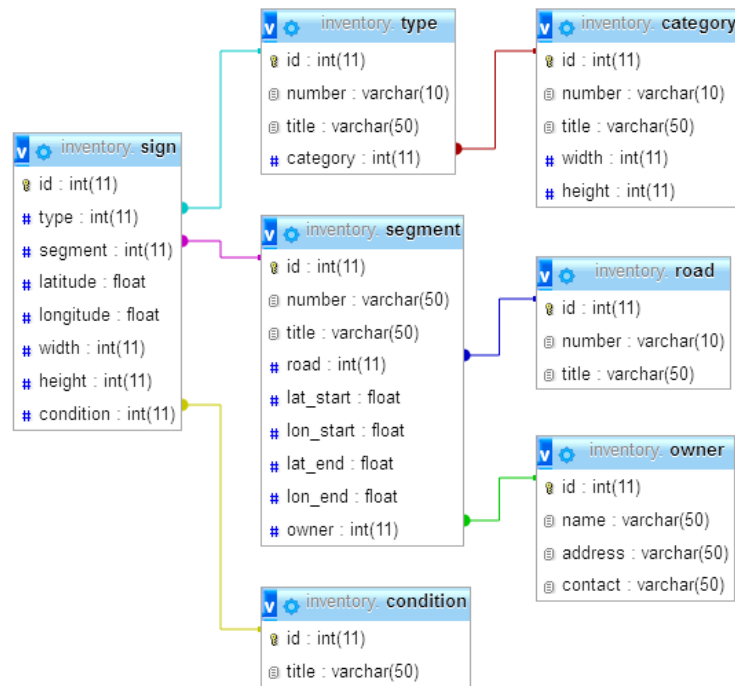 inventory. sign
id : int(11)
type : int(11)
segment : int(11)
latitude : float
longitude : float
width : int(11)
height : int(11)
condition : int(11)
inventory. type
id : int(11)
number : varchar(10)
title : varchar(50)
category : int(11)
inventory. segment
id : int(11)
number : varchar(50)
title : varchar(50)
road : int(11)
lat_start : float
lon_start : float
lat_end : float
lon_end : float
owner : int(11)
inventory. condition
id : int(11)
title : varchar(50)
inventory. category
id : int(11)
number : varchar(10)
title : varchar(50)
width : int(11)
height : int(11)
inventory. road
id : int(11)
number : varchar(10)
title : varchar(50)
inventory. owner
id : int(11)
name : varchar(50)
address : varchar(50)
contact : varchar(50)